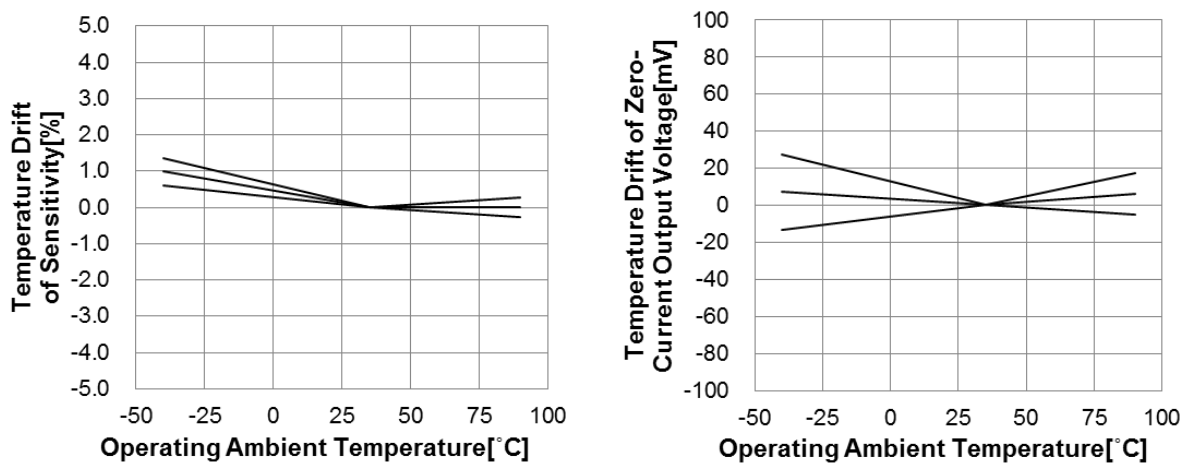 Temperature Drift
of Sensitivity[%]
5.0
4.0
3.0
2.0
1.0
0.0
-1.0
-2.0
-3.0
-4.0
-5.0
-50 -25 0 25 50 75 100
Operating Ambient Temperature[˚C]
Temperature Drift of Zero-
Current Output Voltage[mV]
100
80
60
40
20
0
-20
-40
-60
-80
-100
-50 -25 0 25 50 75 100
Operating Ambient Temperature[˚C]